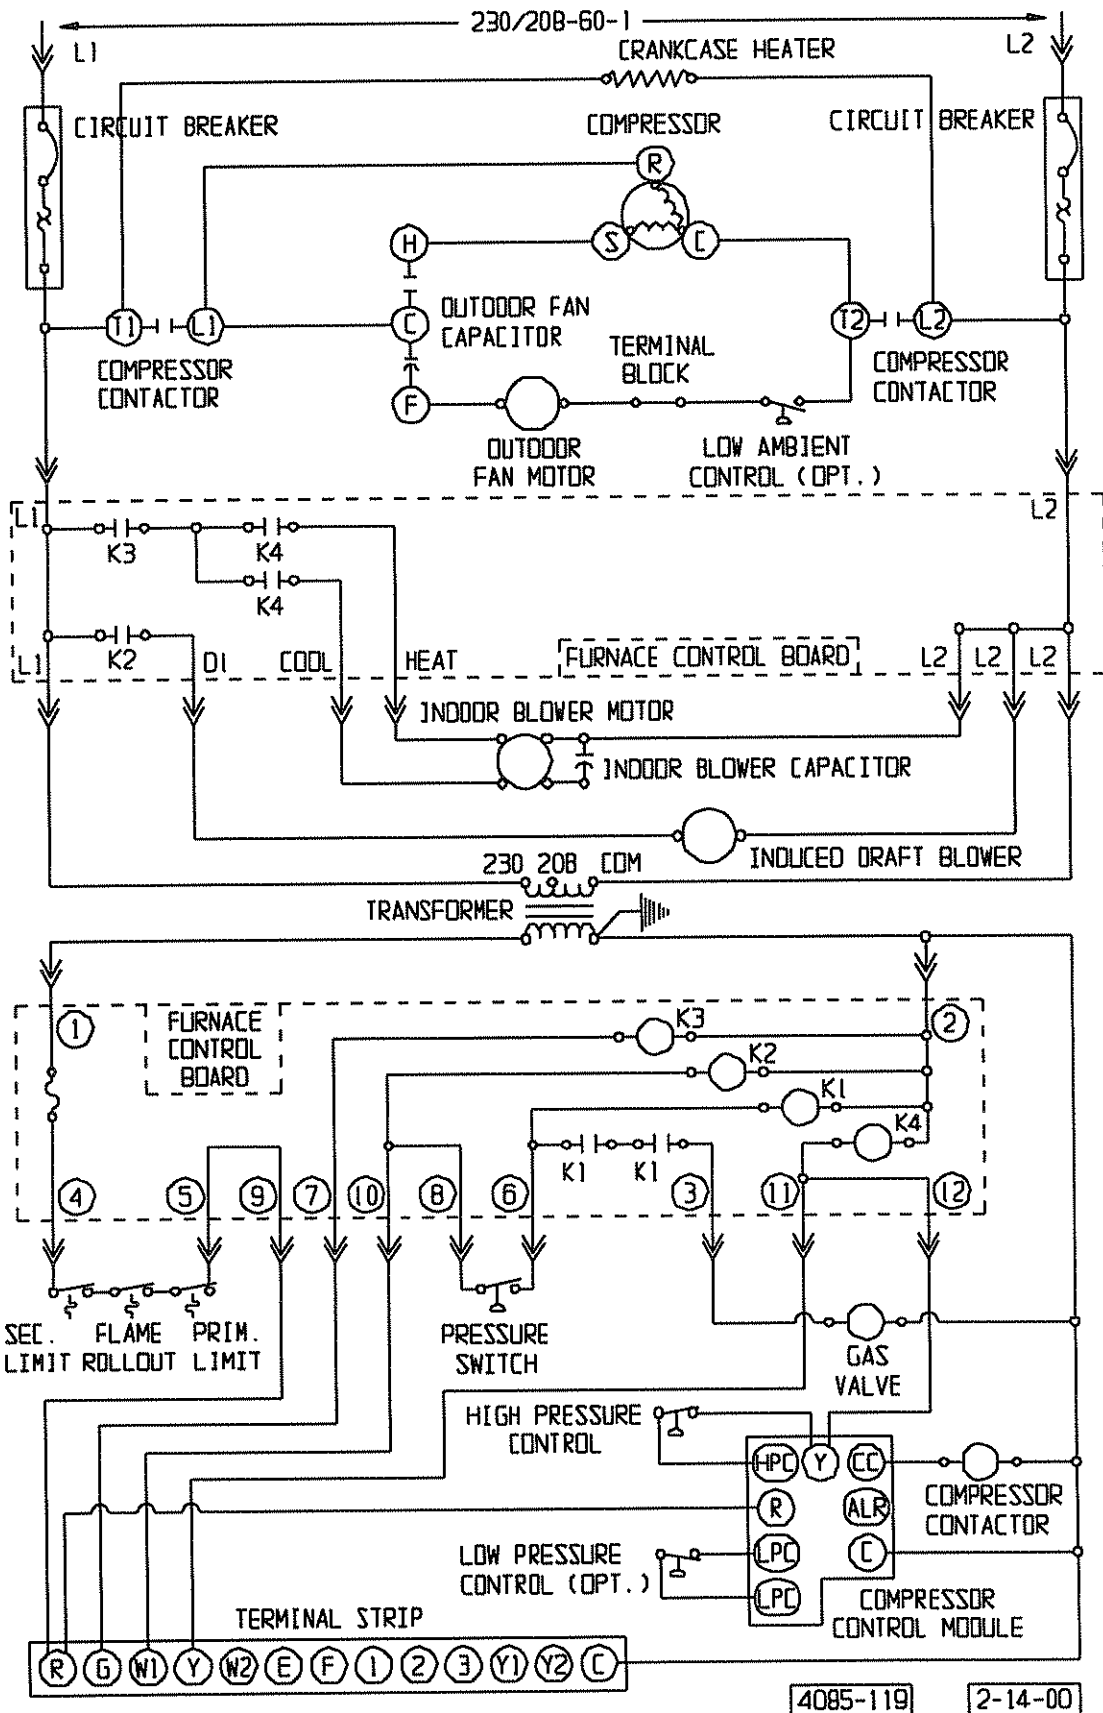 230/208-60-1
L1
L2
CRANKCASE HEATER
CIRCUIT BREAKER
COMPRESSOR
CIRCUIT BREAKER
R
H
S
C
OUTDOOR FAN
CAPACITOR
T1
L1
C
T2
L2
TERMINAL
BLOCK
COMPRESSOR
CONTACTOR
COMPRESSOR
CONTACTOR
F
OUTDOOR
FAN MOTOR
LOW AMBIENT
CONTROL (OPT.)
L1
L2
K3
K4
K4
K2
L1
D1
COOL
HEAT
FURNACE CONTROL BOARD
L2
L2
L2
INDOOR BLOWER MOTOR
INDOOR BLOWER CAPACITOR
INDUCED DRAFT BLOWER
230 208 COM
TRANSFORMER
1
FURNACE
CONTROL
BOARD
K3
2
K2
K1
K4
K1
K1
4
5
9
7
10
8
6
3
11
12
SEC.
LIMIT
FLAME
ROLLOUT
PRIM.
LIMIT
PRESSURE
SWITCH
GAS
VALVE
HIGH PRESSURE
CONTROL
HPC
Y
CC
R
ALR
COMPRESSOR
CONTACTOR
LOW PRESSURE
CONTROL (OPT.)
LPC
C
LPC
COMPRESSOR
CONTROL MODULE
TERMINAL STRIP
R G W1 Y W2 E F 1 2 3 Y1 Y2 C
4085-119
2-14-00